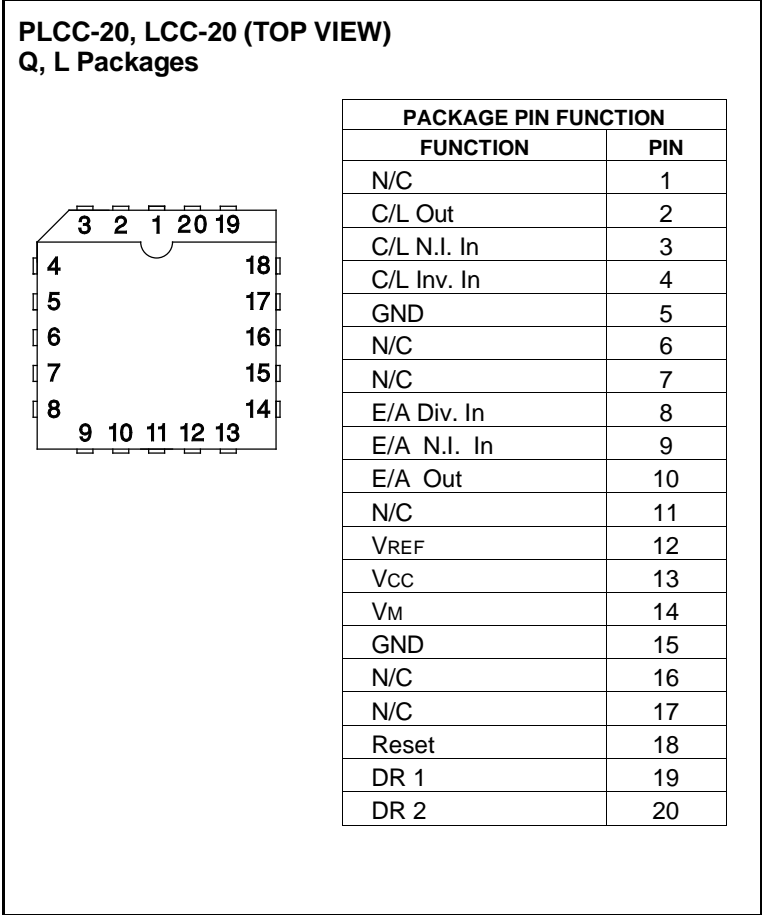 PLCC-20, LCC-20 (TOP VIEW)
Q, L Packages
3 2 1 20 19
4 18
5 17
6 16
7 15
8 14
9 10 11 12 13
PACKAGE PIN FUNCTION
FUNCTION PIN
N/C 1
C/L Out 2
C/L N.I. In 3
C/L Inv. In 4
GND 5
N/C 6
N/C 7
E/A Div. In 8
E/A N.I. In 9
E/A Out 10
N/C 11
VREF 12
VCC 13
VM 14
GND 15
N/C 16
N/C 17
Reset 18
DR 1 19
DR 2 20